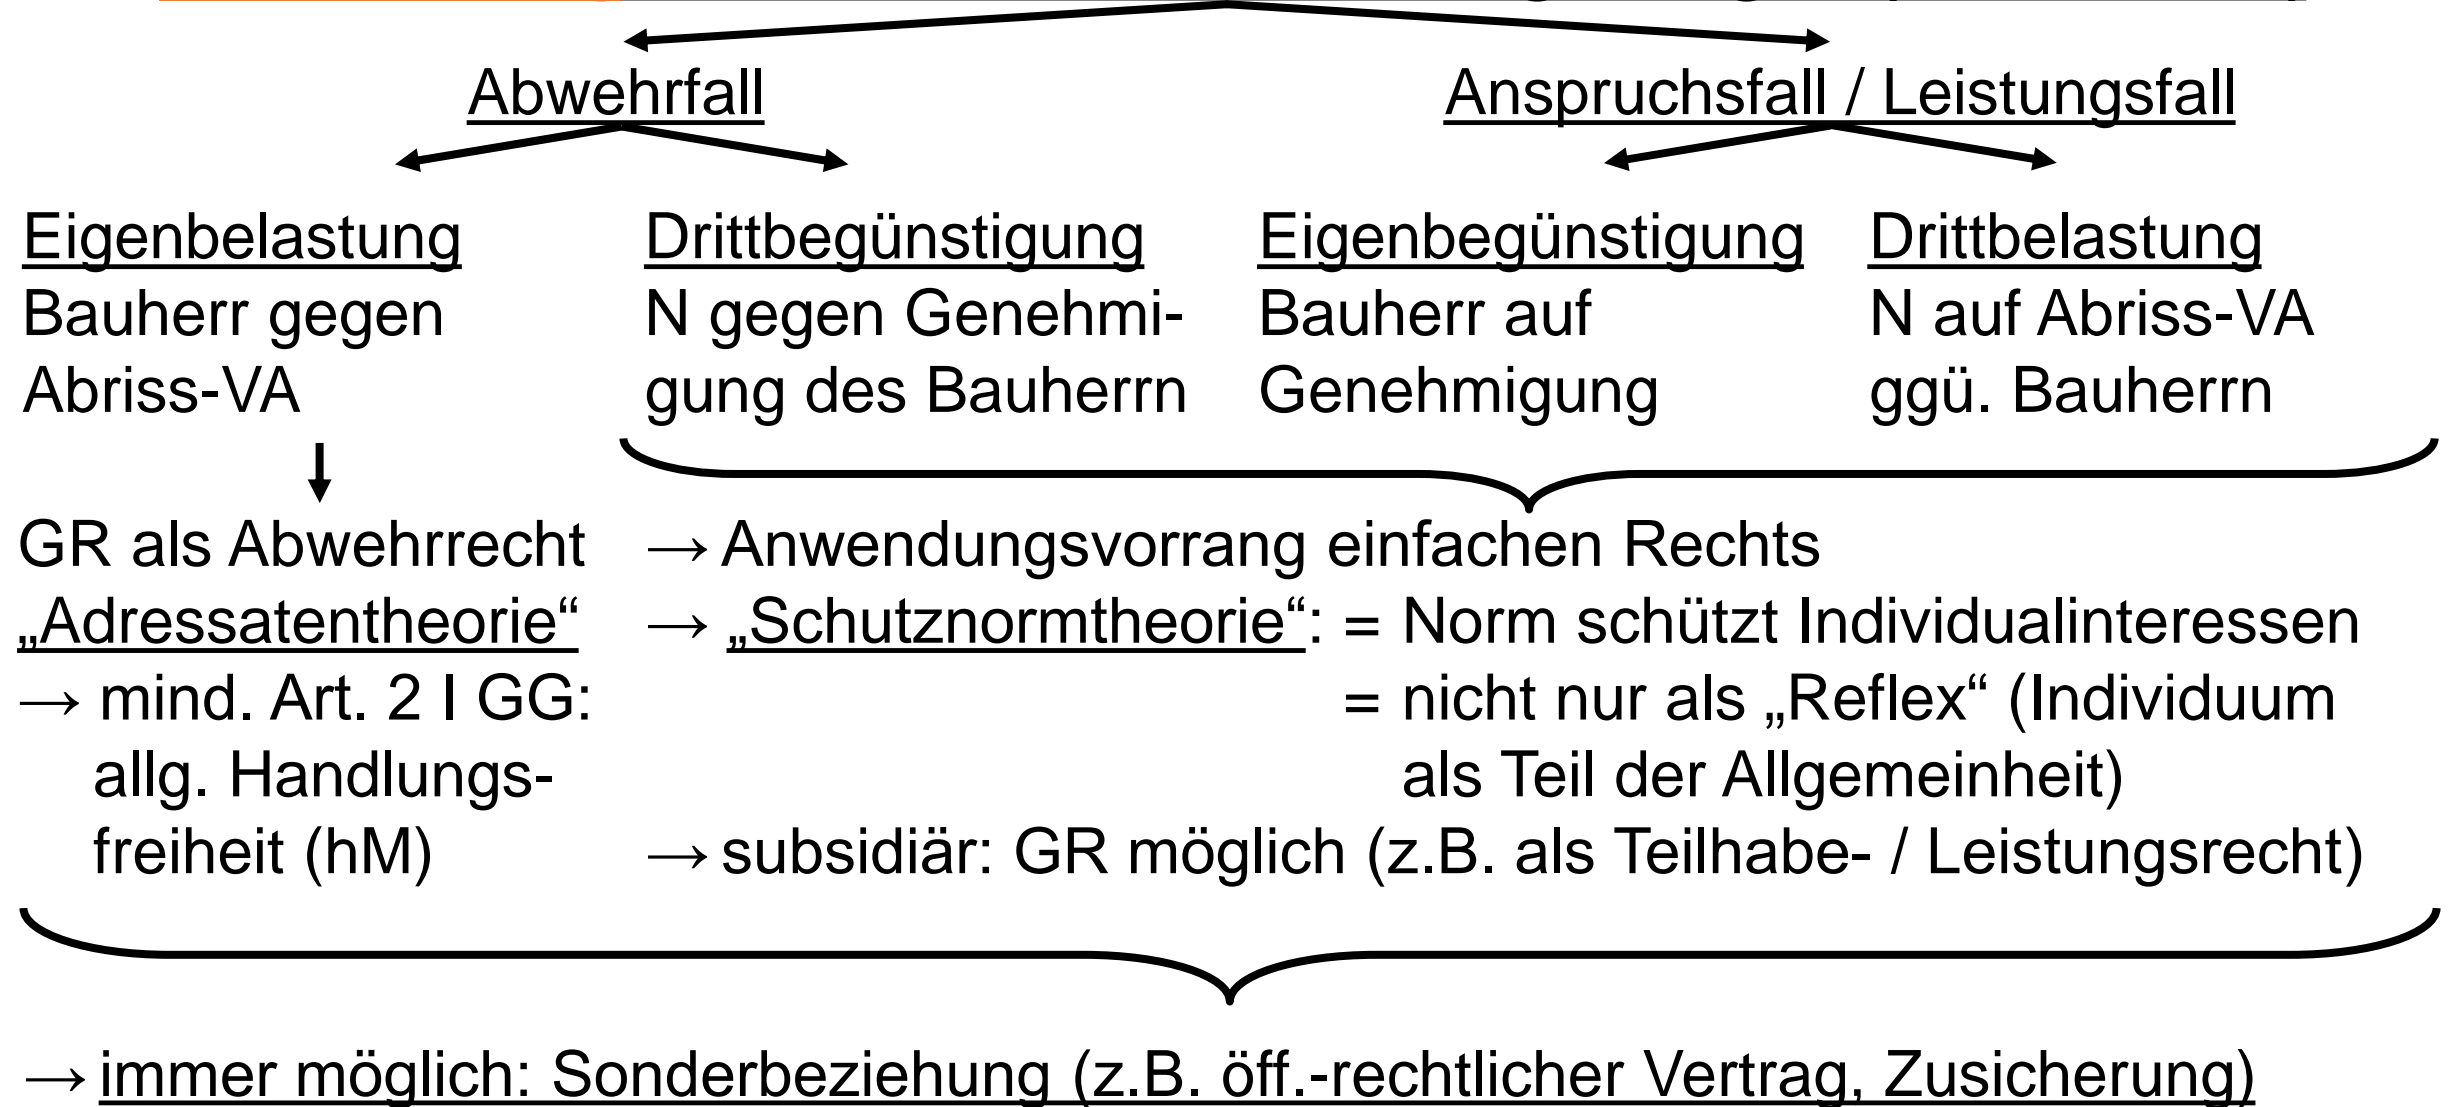 Abwehrfall
Anspruchsfall / Leistungsfall
Eigenbelastung
Bauherr gegen
Abriss-VA
Drittbegünstigung
N gegen Genehmi-
gung des Bauherrn
Eigenbegünstigung
Bauherr auf
Genehmigung
Drittbelastung
N auf Abriss-VA
ggü. Bauherrn
GR als Abwehrrecht
„Adressatentheorie“
→ mind. Art. 2 I GG:
allg. Handlungs-
freiheit (hM)
→ Anwendungsvorrang einfachen Rechts
→ „Schutznormtheorie“: = Norm schützt Individualinteressen
= nicht nur als „Reflex“ (Individuum
als Teil der Allgemeinheit)
→ subsidiär: GR möglich (z.B. als Teilhabe- / Leistungsrecht)
→ immer möglich: Sonderbeziehung (z.B. öff.-rechtlicher Vertrag, Zusicherung)